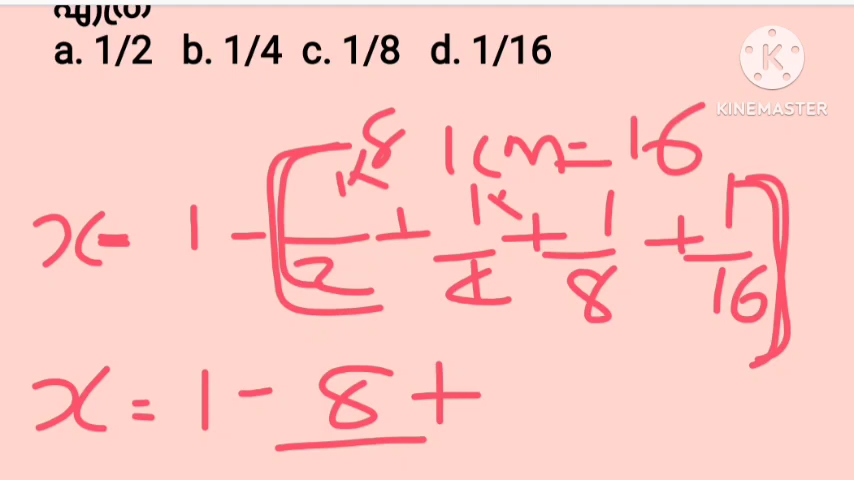 a. 1/2 b. 1/4 c. 1/8 d. 1/16
KINEMASTER
lcm=16
x= 1 - [1×8/2 + 1×/4 + 1/8 + 1/16]
x = 1 - 8 +